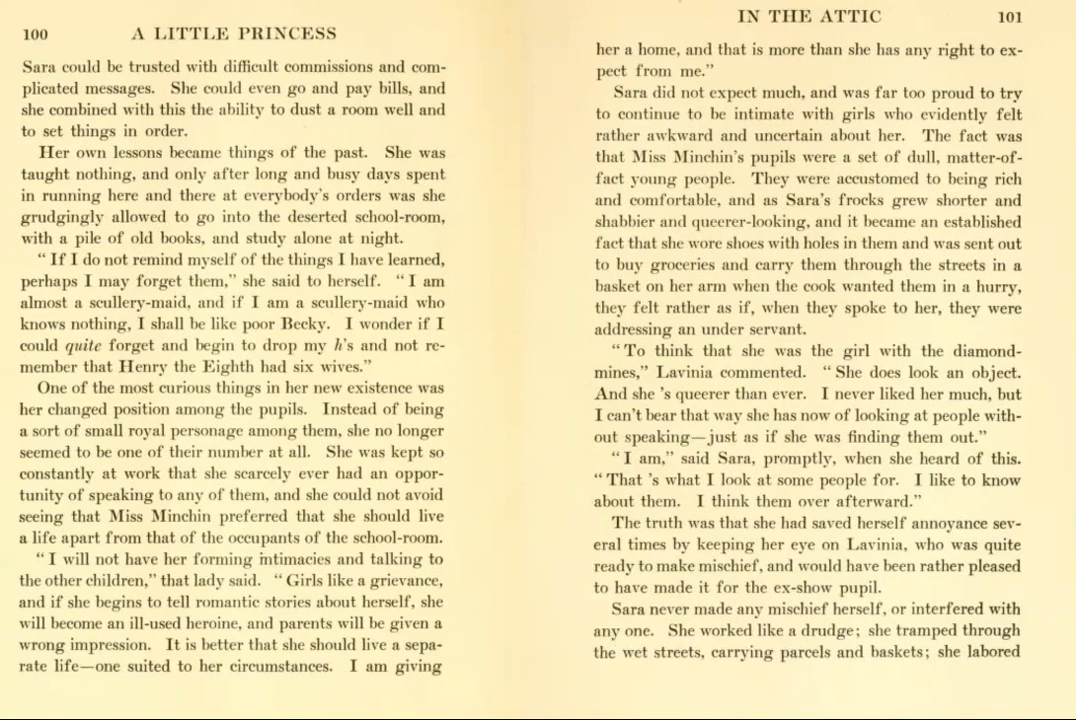 100 A LITTLE PRINCESS
Sara could be trusted with difficult commissions and com-
plicated messages. She could even go and pay bills, and
she combined with this the ability to dust a room well and
to set things in order.
Her own lessons became things of the past. She was
taught nothing, and only after long and busy days spent
in running here and there at everybody's orders was she
grudgingly allowed to go into the deserted school-room,
with a pile of old books, and study alone at night.
“ If I do not remind myself of the things I have learned,
perhaps I may forget them,” she said to herself. “ I am
almost a scullery-maid, and if I am a scullery-maid who
knows nothing, I shall be like poor Becky. I wonder if I
could quite forget and begin to drop my h's and not re-
member that Henry the Eighth had six wives.”
One of the most curious things in her new existence was
her changed position among the pupils. Instead of being
a sort of small royal personage among them, she no longer
seemed to be one of their number at all. She was kept so
constantly at work that she scarcely ever had an oppor-
tunity of speaking to any of them, and she could not avoid
seeing that Miss Minchin preferred that she should live
a life apart from that of the occupants of the school-room.
“ I will not have her forming intimacies and talking to
the other children,” that lady said. “ Girls like a grievance,
and if she begins to tell romantic stories about herself, she
will become an ill-used heroine, and parents will be given a
wrong impression. It is better that she should live a sepa-
rate life—one suited to her circumstances. I am giving
IN THE ATTIC 101
her a home, and that is more than she has any right to ex-
pect from me.”
Sara did not expect much, and was far too proud to try
to continue to be intimate with girls who evidently felt
rather awkward and uncertain about her. The fact was
that Miss Minchin's pupils were a set of dull, matter-of-
fact young people. They were accustomed to being rich
and comfortable, and as Sara's frocks grew shorter and
shabbier and queerer-looking, and it became an established
fact that she wore shoes with holes in them and was sent out
to buy groceries and carry them through the streets in a
basket on her arm when the cook wanted them in a hurry,
they felt rather as if, when they spoke to her, they were
addressing an under servant.
“ To think that she was the girl with the diamond-
mines,” Lavinia commented. “ She does look an object.
And she 's queerer than ever. I never liked her much, but
I can't bear that way she has now of looking at people with-
out speaking—just as if she was finding them out.”
“ I am,” said Sara, promptly, when she heard of this.
“ That 's what I look at some people for. I like to know
about them. I think them over afterward.”
The truth was that she had saved herself annoyance sev-
eral times by keeping her eye on Lavinia, who was quite
ready to make mischief, and would have been rather pleased
to have made it for the ex-show pupil.
Sara never made any mischief herself, or interfered with
any one. She worked like a drudge; she tramped through
the wet streets, carrying parcels and baskets; she labored